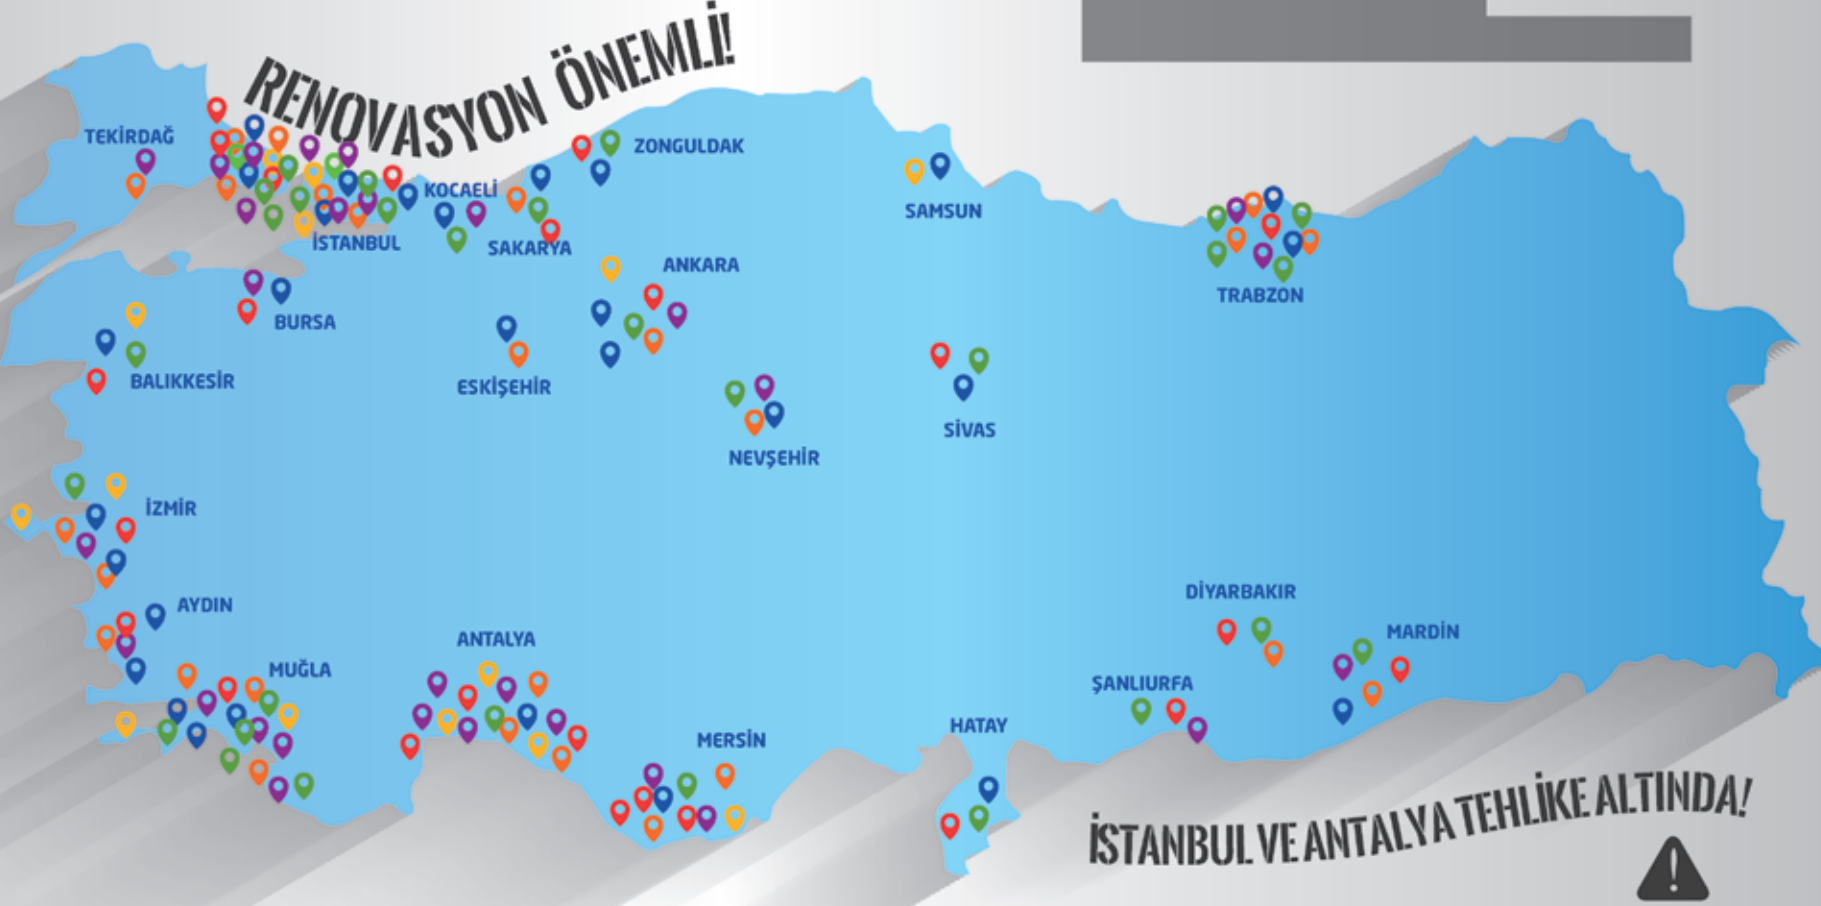 RENOVASYON ÖNEMLİ!
TEKİRDAĞ
ZONGULDAK
KOCAELİ
SAMSUN
İSTANBUL
SAKARYA
ANKARA
TRABZON
BURSA
BALIKKESİR
ESKİŞEHİR
SİVAS
NEVŞEHİR
İZMİR
DİYARBAKIR
AYDIN
MARDİN
ANTALYA
MUĞLA
ŞANLIURFA
HATAY
MERSİN
İSTANBUL VE ANTALYA TEHLİKE ALTINDA!